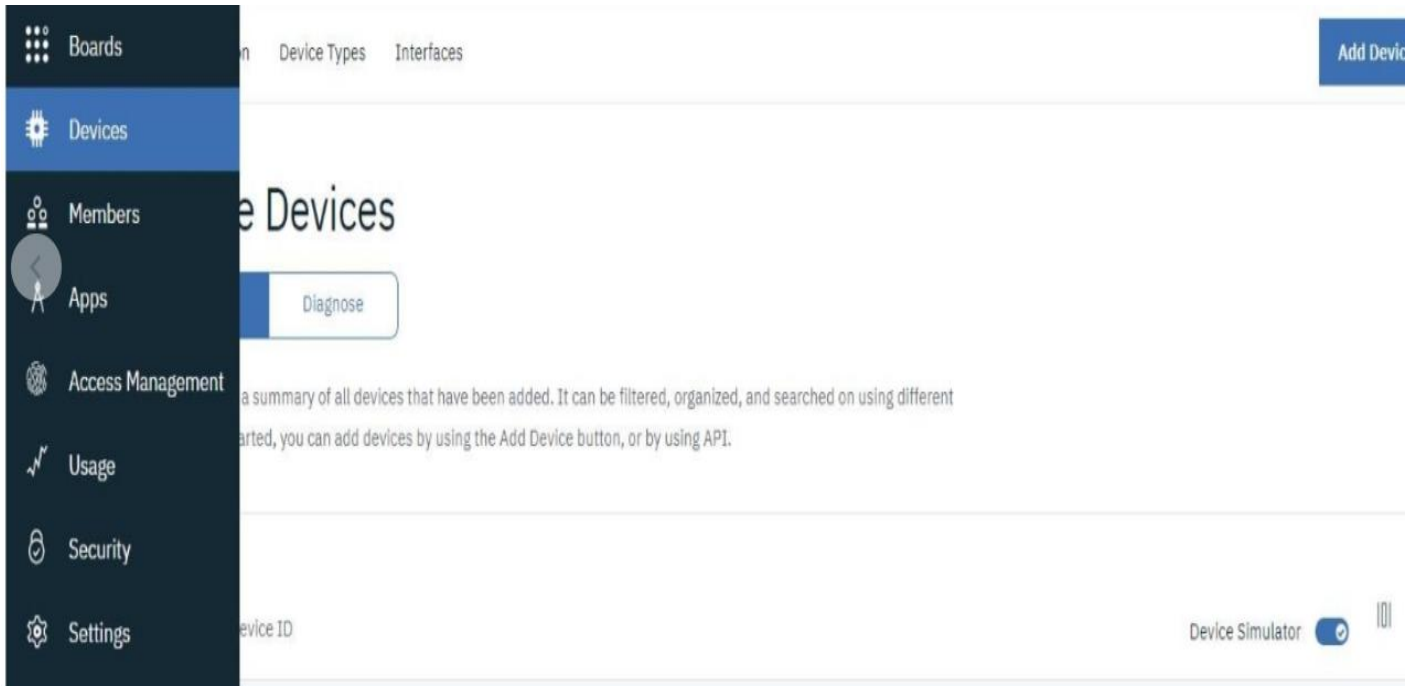 Boards
Devices
Members
Apps
Access Management
Usage
Security
Settings
n Device Types Interfaces
Add Devic
e Devices
Diagnose
a summary of all devices that have been added. It can be filtered, organized, and searched on using different
arted, you can add devices by using the Add Device button, or by using API.
evice ID
Device Simulator